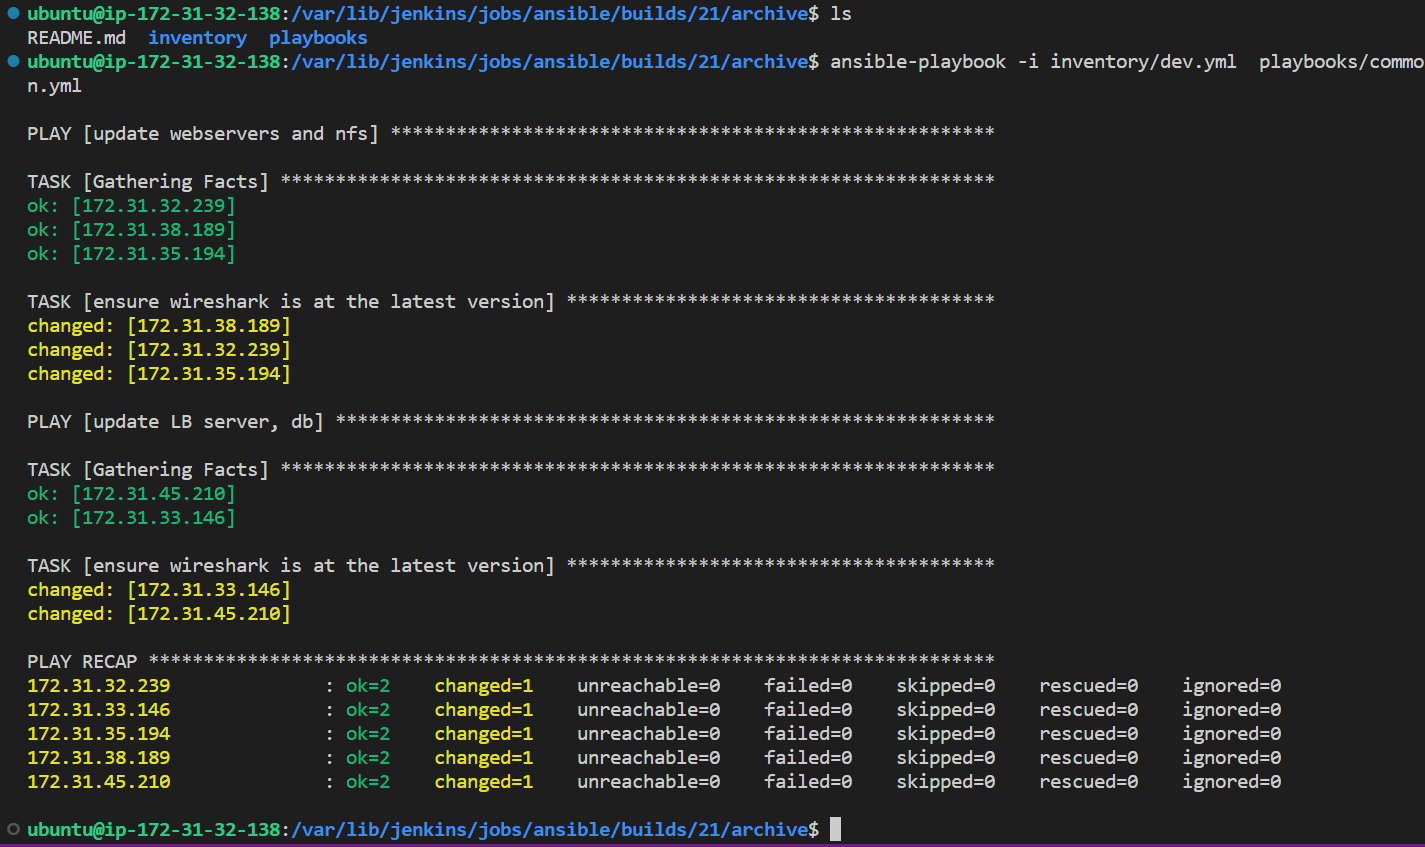 ubuntu@ip-172-31-32-138:/var/lib/jenkins/jobs/ansible/builds/21/archive$ ls
README.md  inventory  playbooks
ubuntu@ip-172-31-32-138:/var/lib/jenkins/jobs/ansible/builds/21/archive$ ansible-playbook -i inventory/dev.yml  playbooks/commo
n.yml
PLAY [update webservers and nfs] *******************************************************
TASK [Gathering Facts] *****************************************************************
ok: [172.31.32.239]
ok: [172.31.38.189]
ok: [172.31.35.194]
TASK [ensure wireshark is at the latest version] ***************************************
changed: [172.31.38.189]
changed: [172.31.32.239]
changed: [172.31.35.194]
PLAY [update LB server, db] ************************************************************
TASK [Gathering Facts] *****************************************************************
ok: [172.31.45.210]
ok: [172.31.33.146]
TASK [ensure wireshark is at the latest version] ***************************************
changed: [172.31.33.146]
changed: [172.31.45.210]
PLAY RECAP *****************************************************************************
172.31.32.239              : ok=2    changed=1    unreachable=0    failed=0    skipped=0    rescued=0    ignored=0
172.31.33.146              : ok=2    changed=1    unreachable=0    failed=0    skipped=0    rescued=0    ignored=0
172.31.35.194              : ok=2    changed=1    unreachable=0    failed=0    skipped=0    rescued=0    ignored=0
172.31.38.189              : ok=2    changed=1    unreachable=0    failed=0    skipped=0    rescued=0    ignored=0
172.31.45.210              : ok=2    changed=1    unreachable=0    failed=0    skipped=0    rescued=0    ignored=0
ubuntu@ip-172-31-32-138:/var/lib/jenkins/jobs/ansible/builds/21/archive$